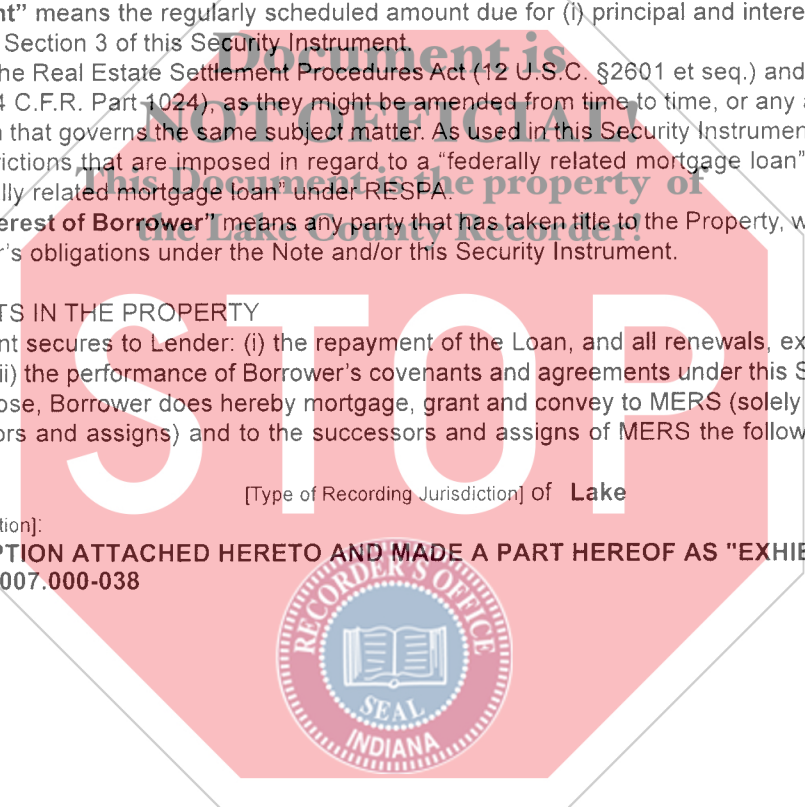 nt” means the regularly scheduled amount due for (i) principal and intere
Section 3 of this Security Instrument.
Document is
he Real Estate Settlement Procedures Act (12 U.S.C. §2601 et seq.) and
4 C.F.R. Part 1024), as they might be amended from time to time, or any a
NOT OFFICIAL!
n that governs the same subject matter. As used in this Security Instrumen
ictions that are imposed in regard to a “federally related mortgage loan”
This Document is the property of
lly related mortgage loan” under RESPA.
erest of Borrower” means any party that has taken title to the Property, w
the Lake County Recorder!
r’s obligations under the Note and/or this Security Instrument.
TS IN THE PROPERTY
nt secures to Lender: (i) the repayment of the Loan, and all renewals, ex
ii) the performance of Borrower’s covenants and agreements under this S
ose, Borrower does hereby mortgage, grant and convey to MERS (solely
ors and assigns) and to the successors and assigns of MERS the follow
STOP
[Type of Recording Jurisdiction] of Lake
tion]:
PTION ATTACHED HERETO AND MADE A PART HEREOF AS "EXHIB
007.000-038
RECORDER'S OFFICE
SEAL
INDIANA